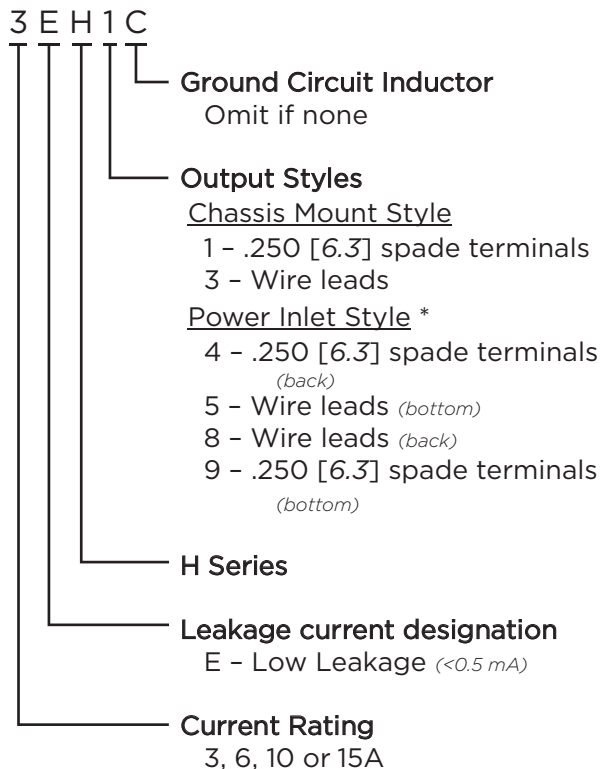 3 E H 1 C
Ground Circuit Inductor
Omit if none
Output Styles
Chassis Mount Style
1 – .250 [6.3] spade terminals
3 – Wire leads
Power Inlet Style *
4 – .250 [6.3] spade terminals
(back)
5 – Wire leads (bottom)
8 – Wire leads (back)
9 – .250 [6.3] spade terminals
(bottom)
H Series
Leakage current designation
E – Low Leakage (<0.5 mA)
Current Rating
3, 6, 10 or 15A